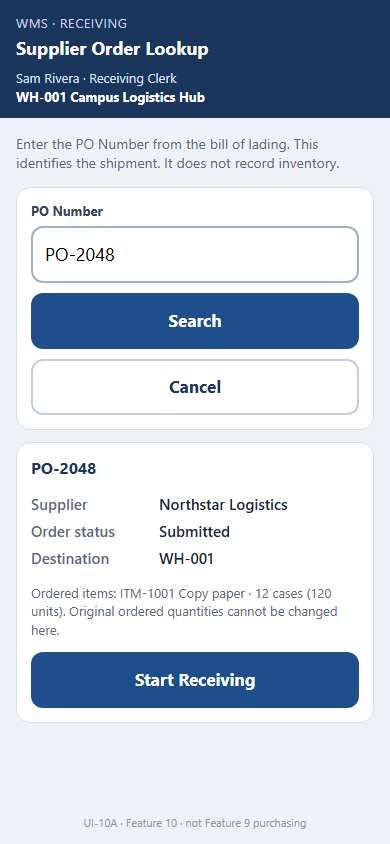 WMS · RECEIVING
Supplier Order Lookup
Sam Rivera · Receiving Clerk
WH-001 Campus Logistics Hub
Enter the PO Number from the bill of lading. This
identifies the shipment. It does not record inventory.
PO Number
PO-2048
Search
Cancel
PO-2048
Supplier Northstar Logistics
Order status Submitted
Destination WH-001
Ordered items: ITM-1001 Copy paper · 12 cases (120
units). Original ordered quantities cannot be changed
here.
Start Receiving
UI-10A · Feature 10 · not Feature 9 purchasing